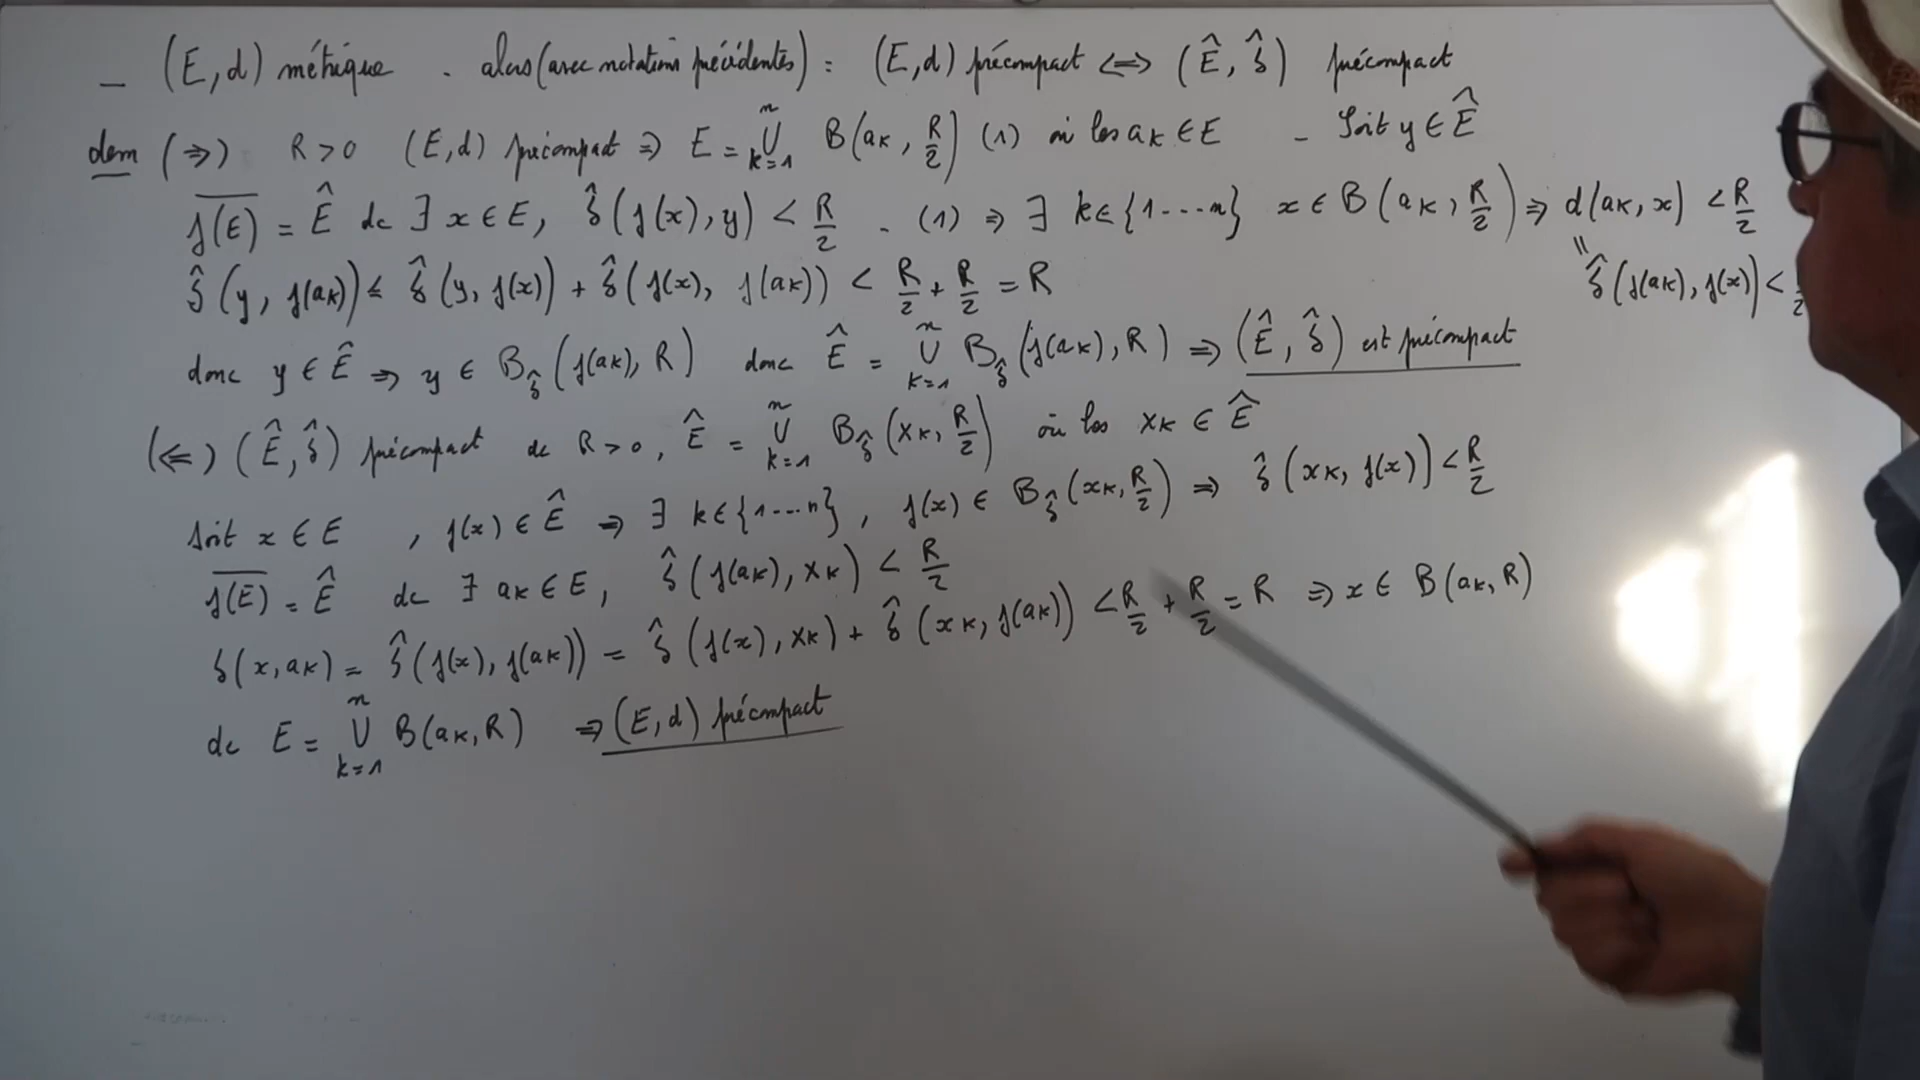 – (E,d) métrique . alors (avec notations précédentes) : (E,d) précompact ⟺ (Ê, δ̂) précompact
dem (⇒) R>0 (E,d) précompact ⇒ E = ⋃_{k=1}^{n} B(a_k, R/2) (1) où les a_k ∈ E – Soit y ∈ Ê
\overline{j(E)} = Ê dc ∃ x ∈ E, δ̂(j(x), y) < R/2 . (1) ⇒ ∃ k∈{1---n} x ∈ B(a_k, R/2) ⇒ d(a_k, x) < R/2
δ̂(y, j(a_k)) ≤ δ̂(y, j(x)) + δ̂(j(x), j(a_k)) < R/2 + R/2 = R " δ̂(j(a_k), j(x)) <
donc y ∈ Ê ⇒ y ∈ B_δ̂(j(a_k), R) donc Ê = ⋃_{k=1}^{n} B_δ̂(j(a_k), R) ⇒ (Ê, δ̂) est précompact
(⇐) (Ê, δ̂) précompact dc R>0, Ê = ⋃_{k=1}^{n} B_δ̂(x_k, R/2) où les x_k ∈ Ê
Soit x ∈ E , j(x) ∈ Ê ⇒ ∃ k∈{1---n}, j(x) ∈ B_δ̂(x_k, R/2) ⇒ δ̂(x_k, j(x)) < R/2
\overline{j(E)} = Ê dc ∃ a_k ∈ E, δ̂(j(a_k), x_k) < R/2
δ(x, a_k) = δ̂(j(x), j(a_k)) = δ̂(j(x), x_k) + δ̂(x_k, j(a_k)) < R/2 + R/2 = R ⇒ x ∈ B(a_k, R)
dc E = ⋃_{k=1}^{n} B(a_k, R) ⇒ (E,d) précompact